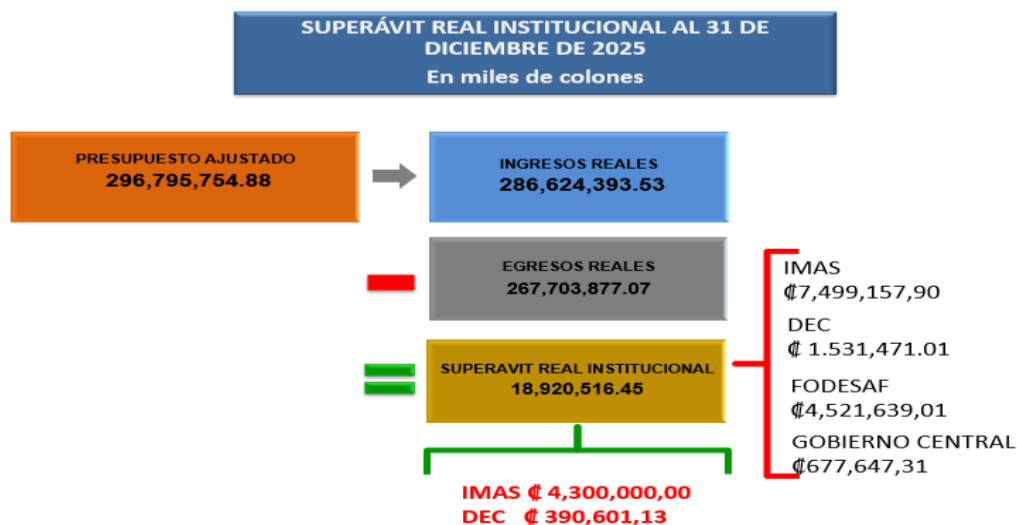 SUPERÁVIT REAL INSTITUCIONAL AL 31 DE
DICIEMBRE DE 2025
En miles de colones
PRESUPUESTO AJUSTADO
296,795,754.88
INGRESOS REALES
286,624,393.53
EGRESOS REALES
267,703,877.07
SUPERAVIT REAL INSTITUCIONAL
18,920,516.45
IMAS
₡7,499,157,90
DEC
₡ 1.531,471.01
FODESAF
₡4,521,639,01
GOBIERNO CENTRAL
₡677,647,31
IMAS ₡ 4,300,000,00
DEC ₡ 390,601,13